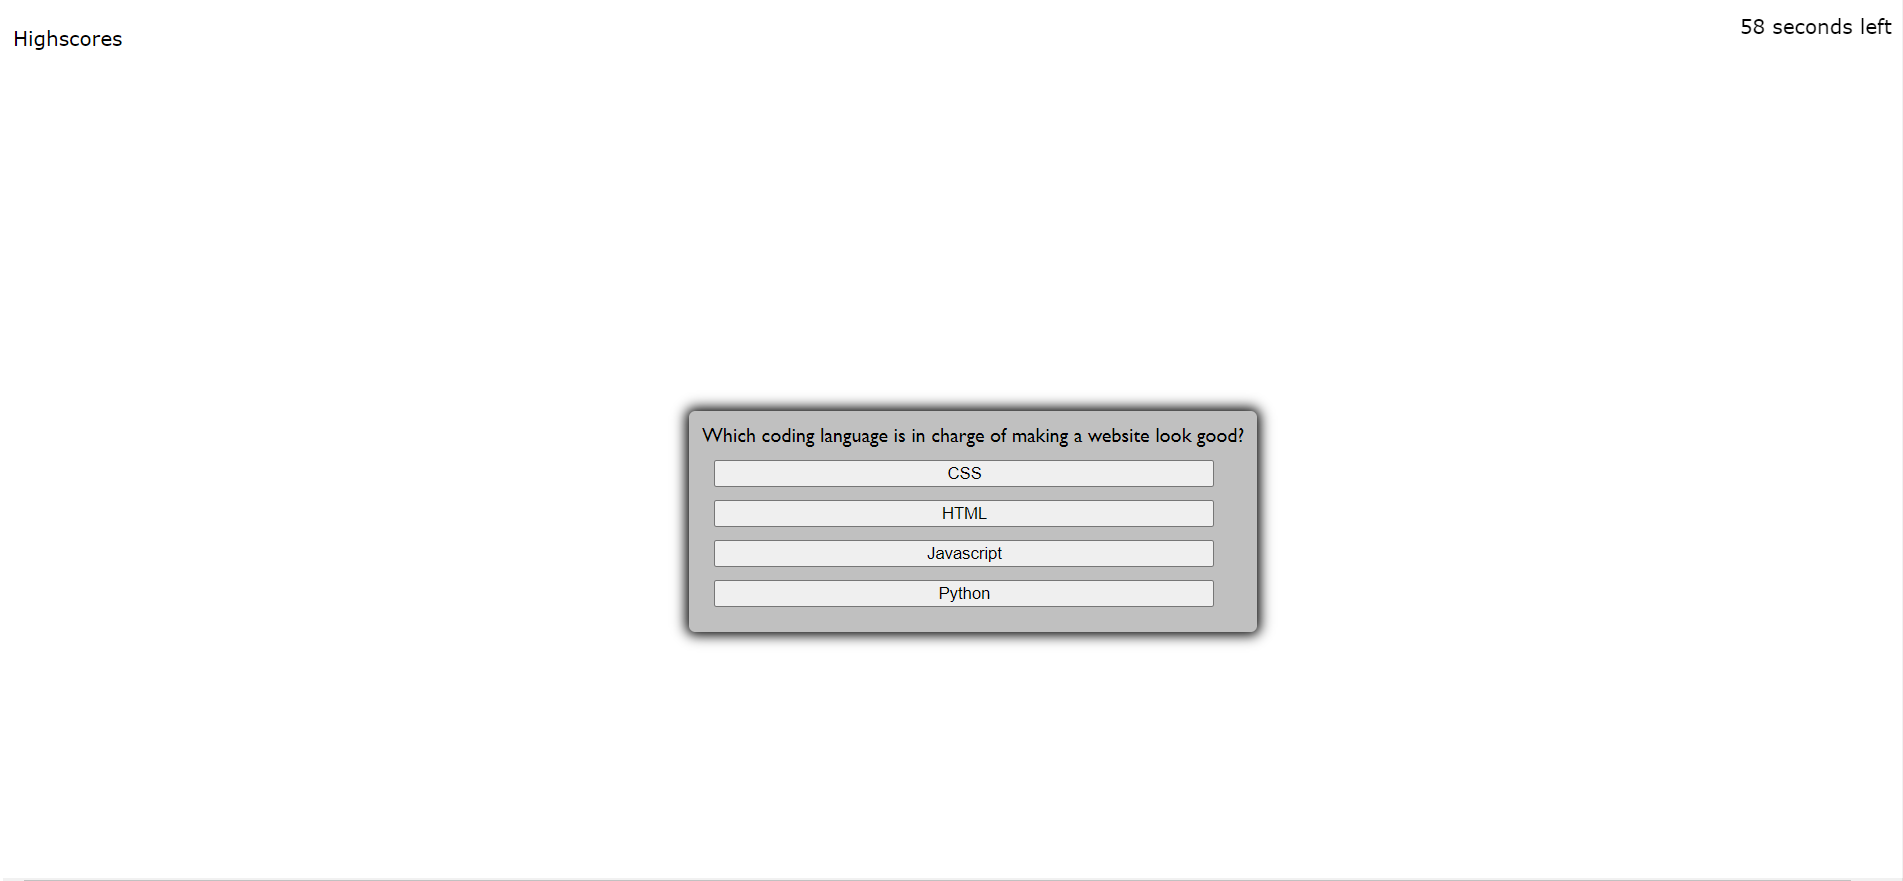 Highscores
58 seconds left
Which coding language is in charge of making a website look good?
CSS
HTML
Javascript
Python